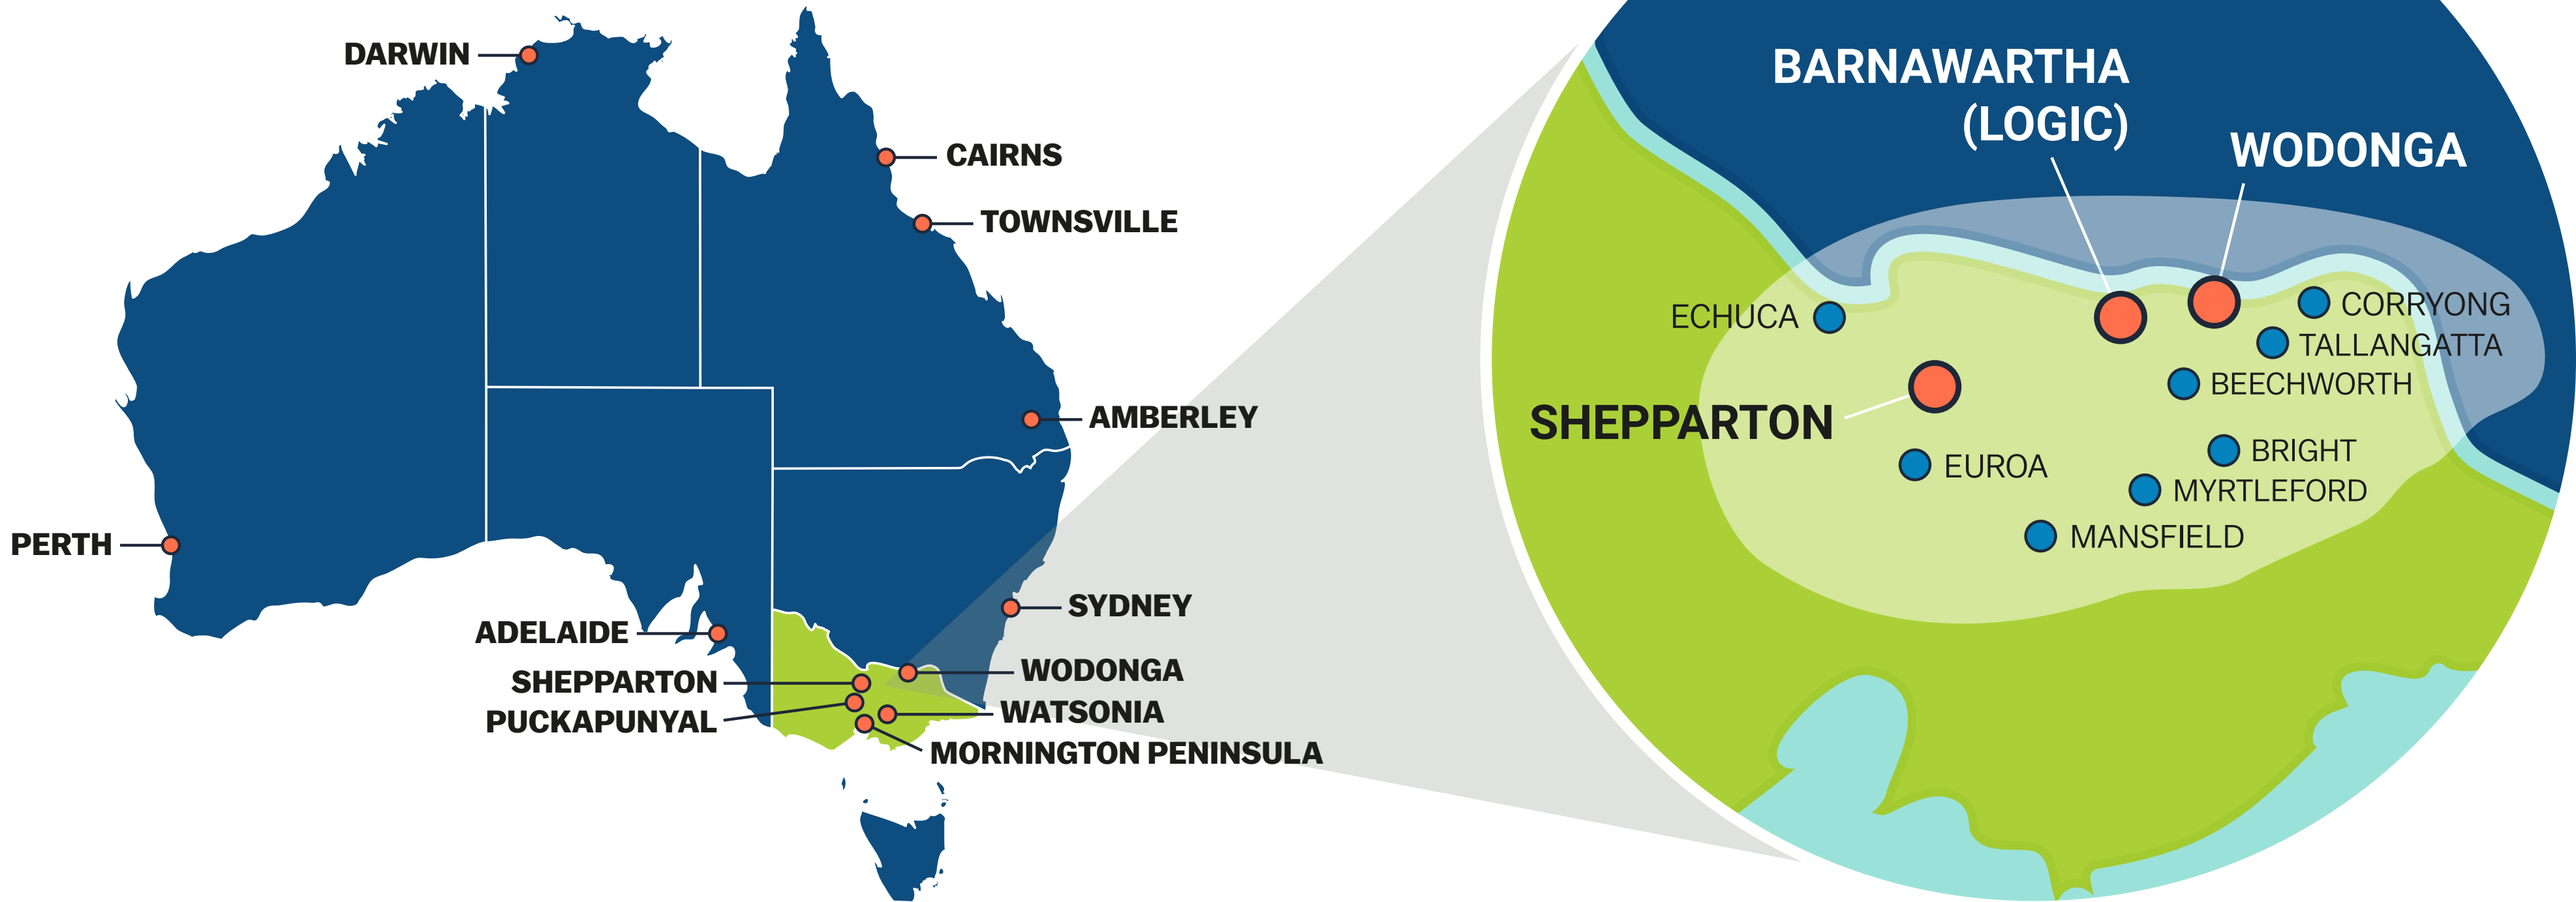 DARWIN
CAIRNS
TOWNSVILLE
AMBERLEY
PERTH
SYDNEY
ADELAIDE
WODONGA
SHEPPARTON
WATSONIA
PUCKAPUNYAL
MORNINGTON PENINSULA
BARNAWARTHA
(LOGIC)
WODONGA
ECHUCA
CORRYONG
TALLANGATTA
BEECHWORTH
SHEPPARTON
BRIGHT
EUROA
MYRTLEFORD
MANSFIELD